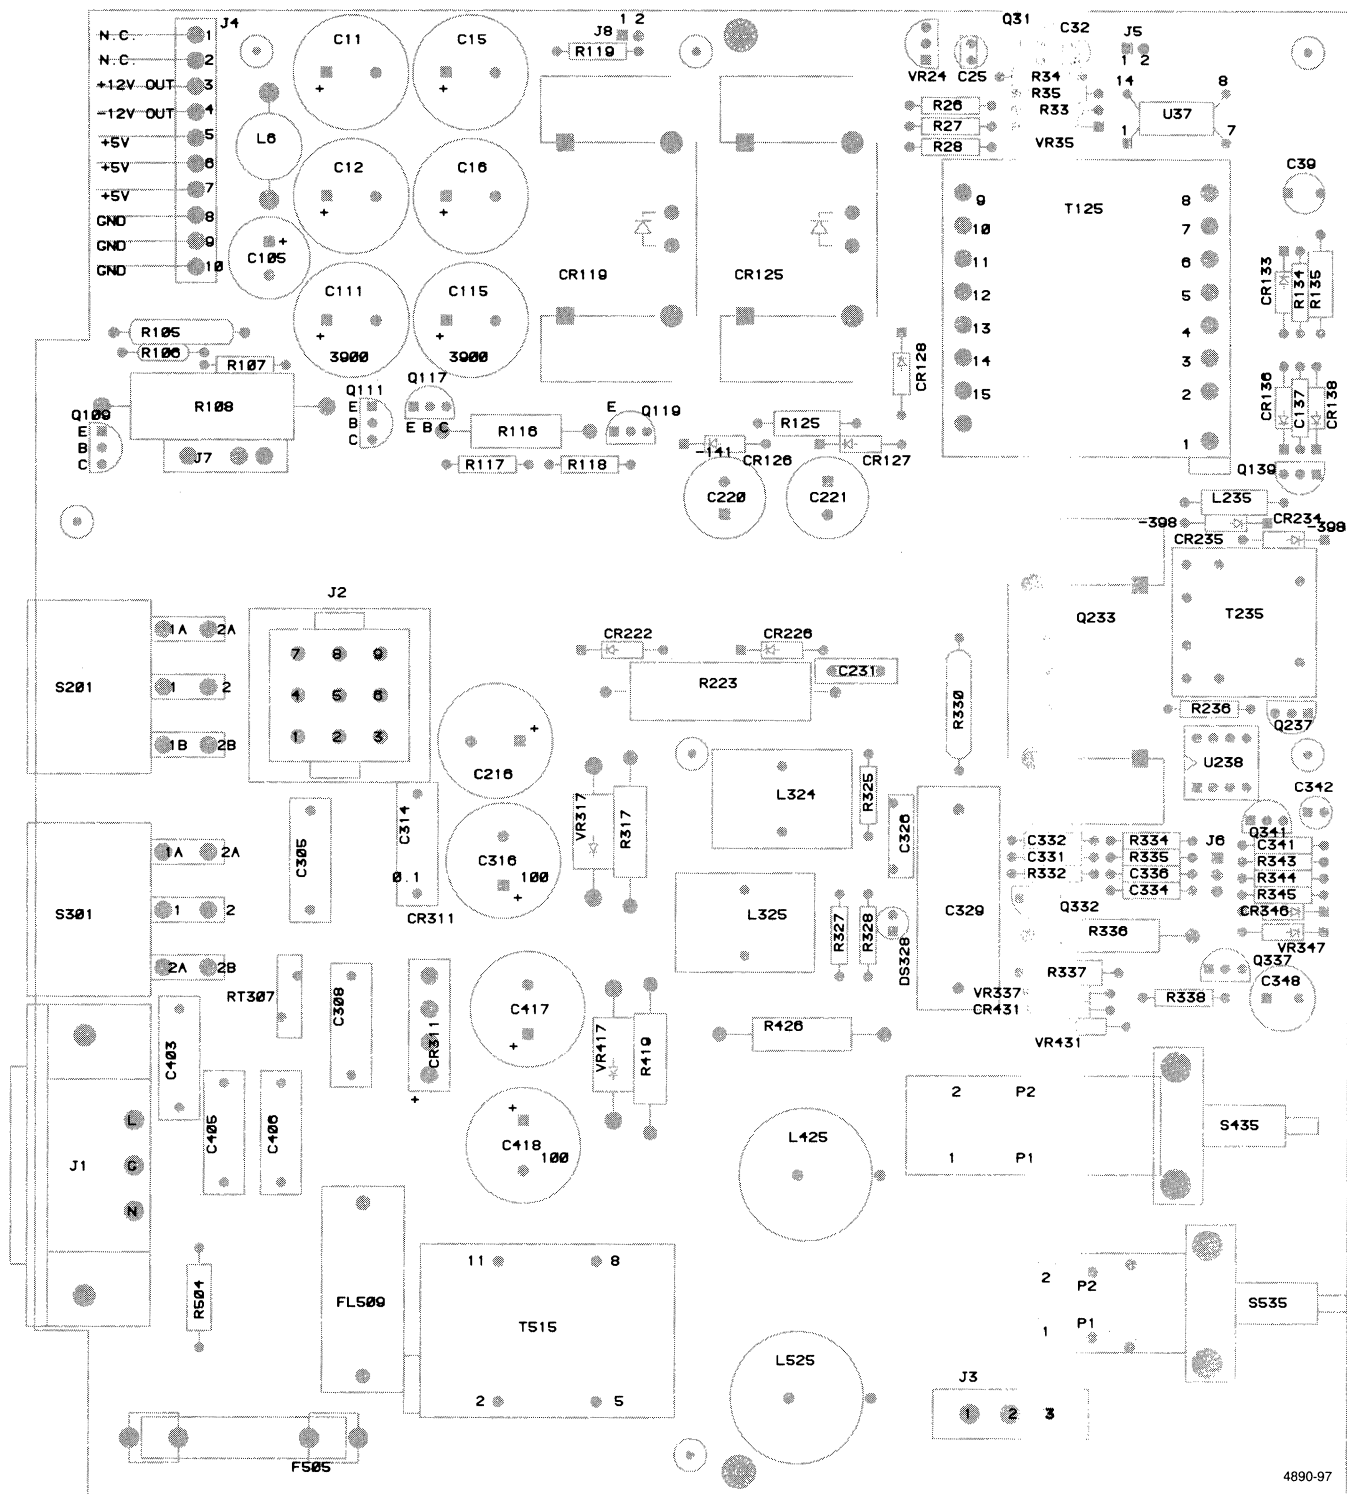 J4
N.C. 1
N.C. 2
+12V OUT 3
-12V OUT 4
+5V 5
+5V 6
+5V 7
GND 8
GND 9
GND 10
L6
C105
C11
C15
C12
C16
C111
3900
C115
3900
J8
1 2
R119
CR119
CR125
Q31
VR24
C25
C32
R34
R35
R33
VR35
R26
R27
R28
J5
1 2
14
8
U37
1
7
C39
T125
9
10
11
12
13
14
15
8
7
6
5
4
3
2
1
CR133
R134
R135
CR136
C137
CR138
Q139
CR128
R105
R106
R107
R108
Q109
E
B
C
J7
Q111
E
B
C
Q117
E B C
R116
E
Q119
R117
R118
R125
-141
CR126
CR127
C220
C221
L235
-398
CR234
-398
CR235
T235
Q233
R236
Q237
U238
C342
J2
7 8 9
4 5 6
1 2 3
S201
1A 2A
1 2
1B 2B
CR222
CR226
R223
C231
R330
C216
C316
100
VR317
R317
L324
R325
C326
C305
C314
0.1
CR311
S301
1A 2A
1 2
2A 2B
L325
R327
R328
DS328
C329
C332
C331
R332
Q332
R334
R335
C336
C334
J6
Q341
C341
R343
R344
R345
CR346
VR347
R336
R337
Q337
C348
VR337
CR431
R338
VR431
RT307
C308
CR311
+
C417
C418
100
VR417
R419
R426
C403
C405
C406
J1
L
G
N
L425
2 P2
1 P1
S435
R504
FL509
11
8
T515
2
5
L525
2 P2
1 P1
S535
J3
1 2 3
F505
4890-97